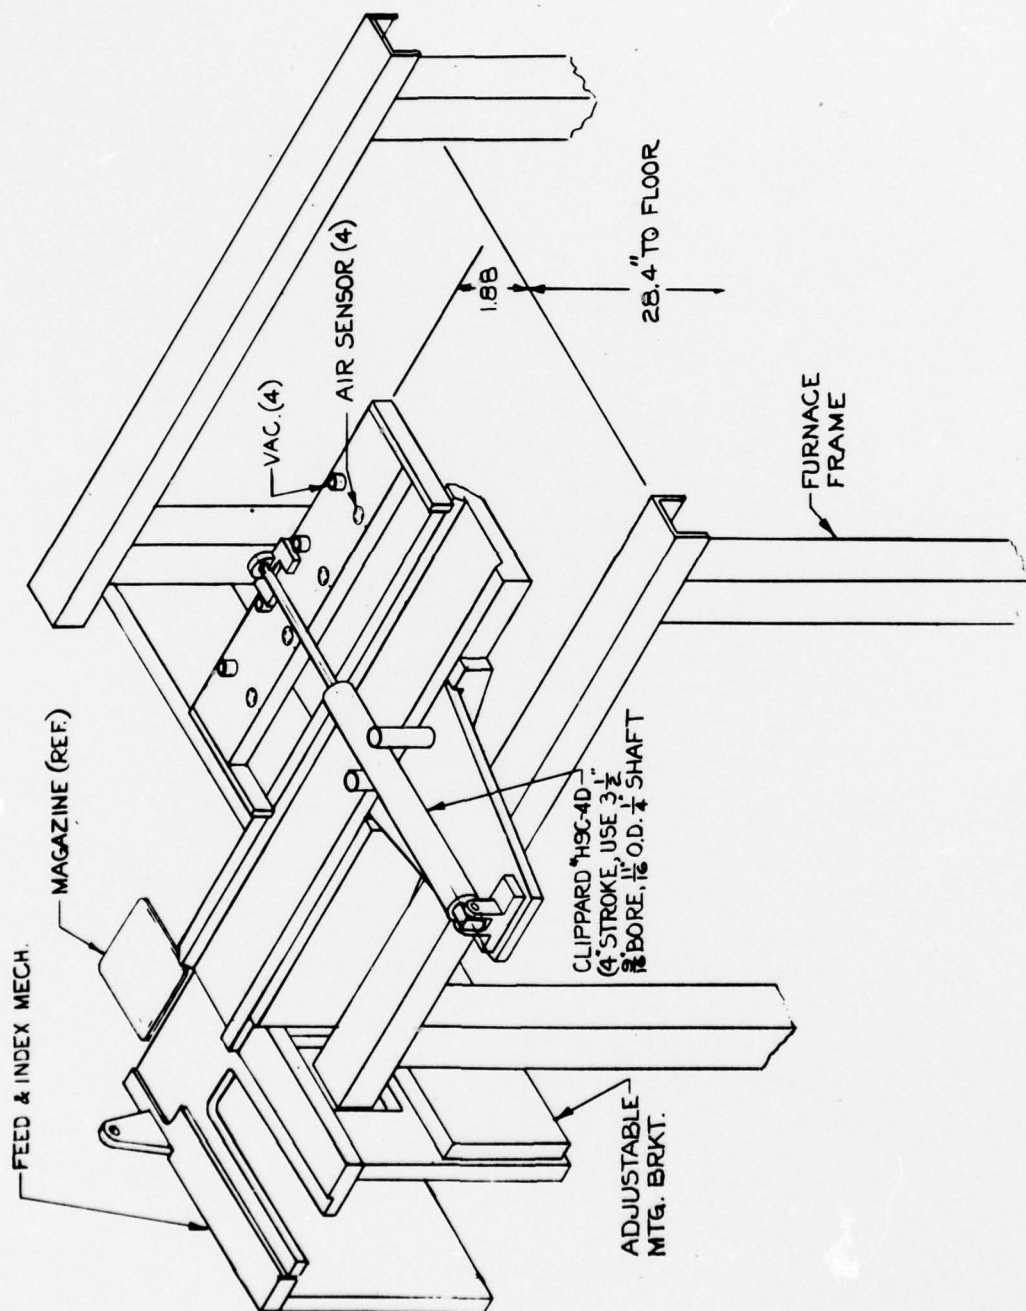 FEED & INDEX MECH.
MAGAZINE (REF.)
VAC. (4)
AIR SENSOR (4)
1.88
28.4" TO FLOOR
FURNACE
FRAME
CLIPPARD "H9C-4D
(4" STROKE, USE 3 1/2"
9/16" BORE, 11/16" O.D. 1/4" SHAFT
ADJUSTABLE
MTG. BRKT.